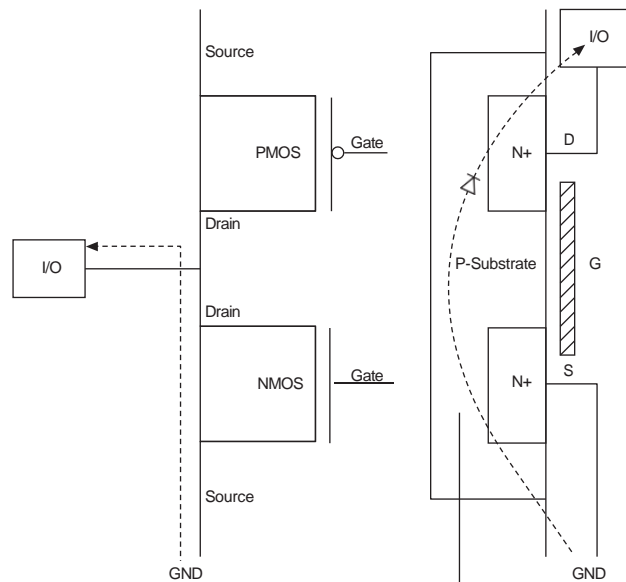 Source
PMOS
Gate
Drain
I/O
Drain
NMOS
Gate
Source
GND
I/O
D
N+
P-Substrate
G
S
N+
GND